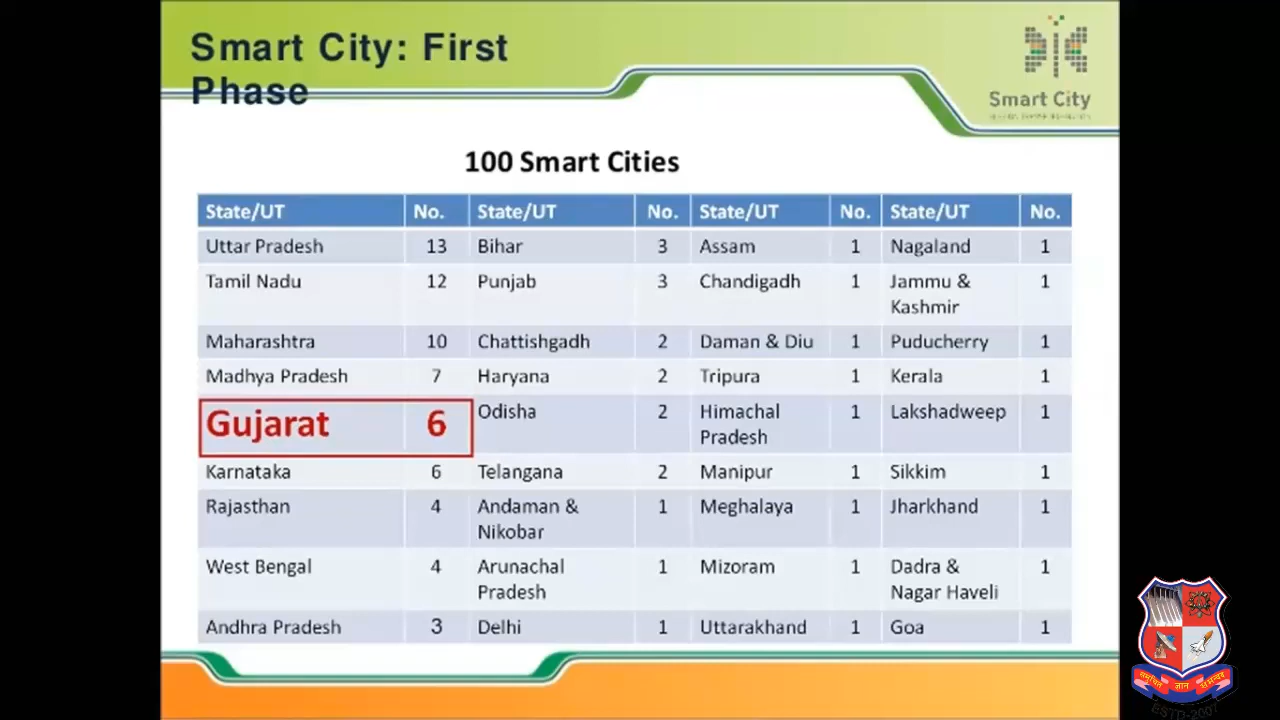 Smart City: First
Phase
Smart City
100 Smart Cities
State/UT No. State/UT No. State/UT No. State/UT No.
Uttar Pradesh 13 Bihar 3 Assam 1 Nagaland 1
Tamil Nadu 12 Punjab 3 Chandigadh 1 Jammu &
Kashmir 1
Maharashtra 10 Chattishgadh 2 Daman & Diu 1 Puducherry 1
Madhya Pradesh 7 Haryana 2 Tripura 1 Kerala 1
Gujarat 6 Odisha 2 Himachal
Pradesh 1 Lakshadweep 1
Karnataka 6 Telangana 2 Manipur 1 Sikkim 1
Rajasthan 4 Andaman &
Nikobar 1 Meghalaya 1 Jharkhand 1
West Bengal 4 Arunachal
Pradesh 1 Mizoram 1 Dadra &
Nagar Haveli 1
Andhra Pradesh 3 Delhi 1 Uttarakhand 1 Goa 1
ज्ञान
ESTD-2007